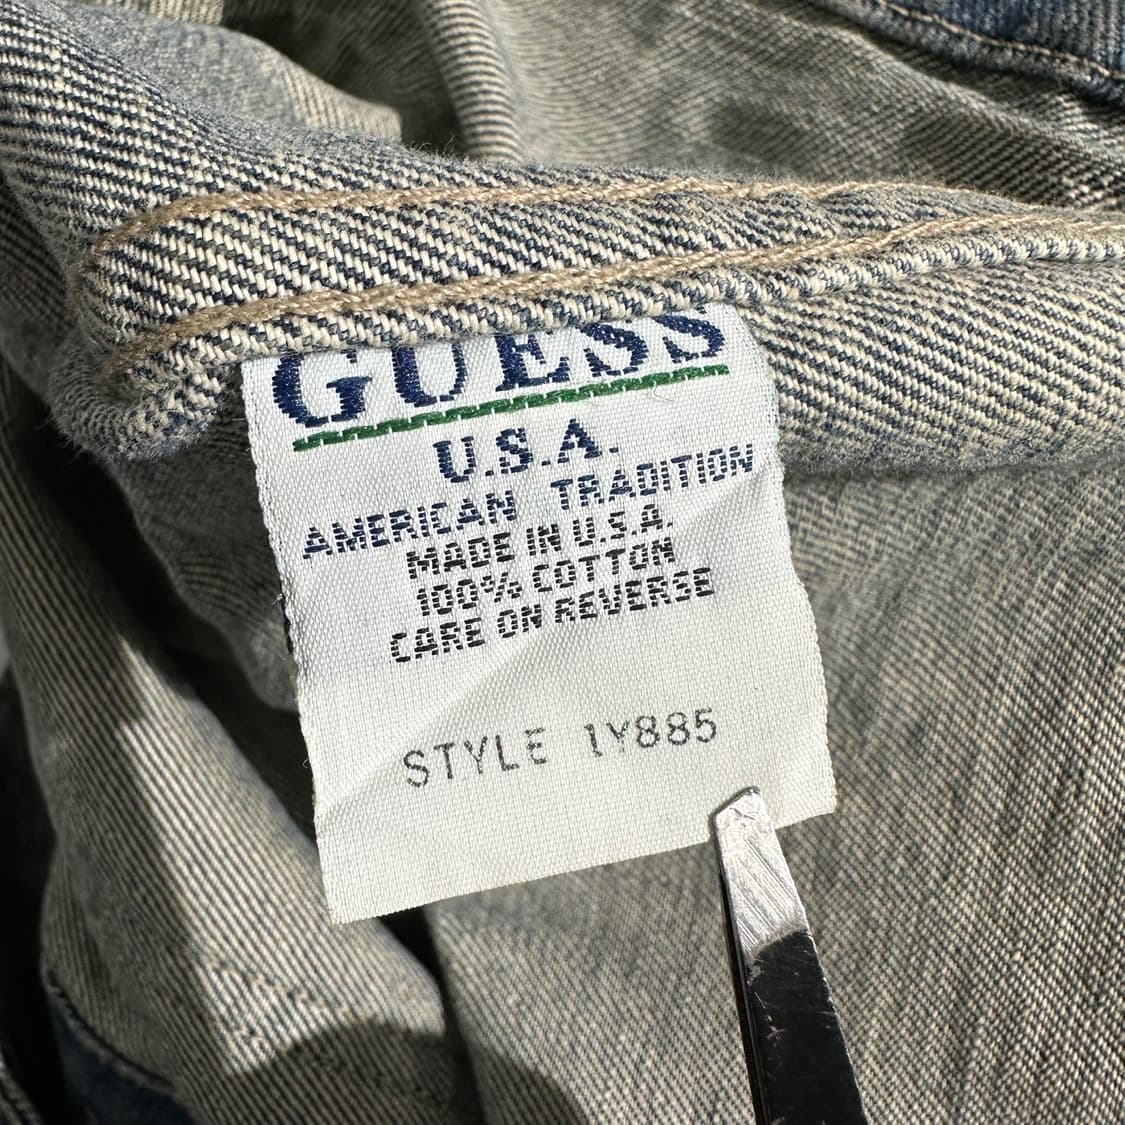 GUESS
U.S.A.
AMERICAN TRADITION
MADE IN U.S.A.
100% COTTON
CARE ON REVERSE
STYLE 1Y885